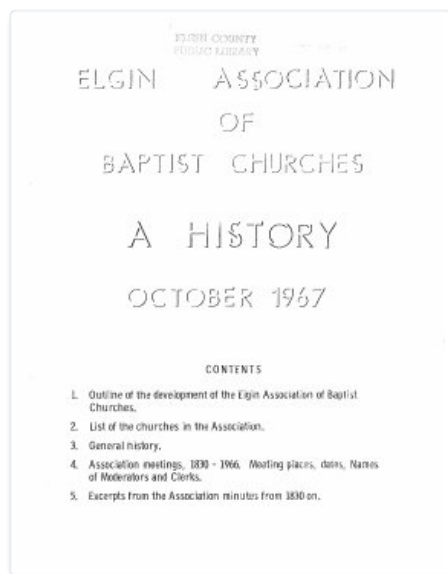 ELGIN COUNTY
PUBLIC LIBRARY
ELGIN ASSOCIATION
OF
BAPTIST CHURCHES
A HISTORY
OCTOBER 1967
CONTENTS
1. Outline of the development of the Elgin Association of Baptist
Churches.
2. List of the churches in the Association.
3. General history.
4. Association meetings, 1830 - 1966. Meeting places, dates, Names
of Moderators and Clerks.
5. Excerpts from the Association minutes from 1830 on.